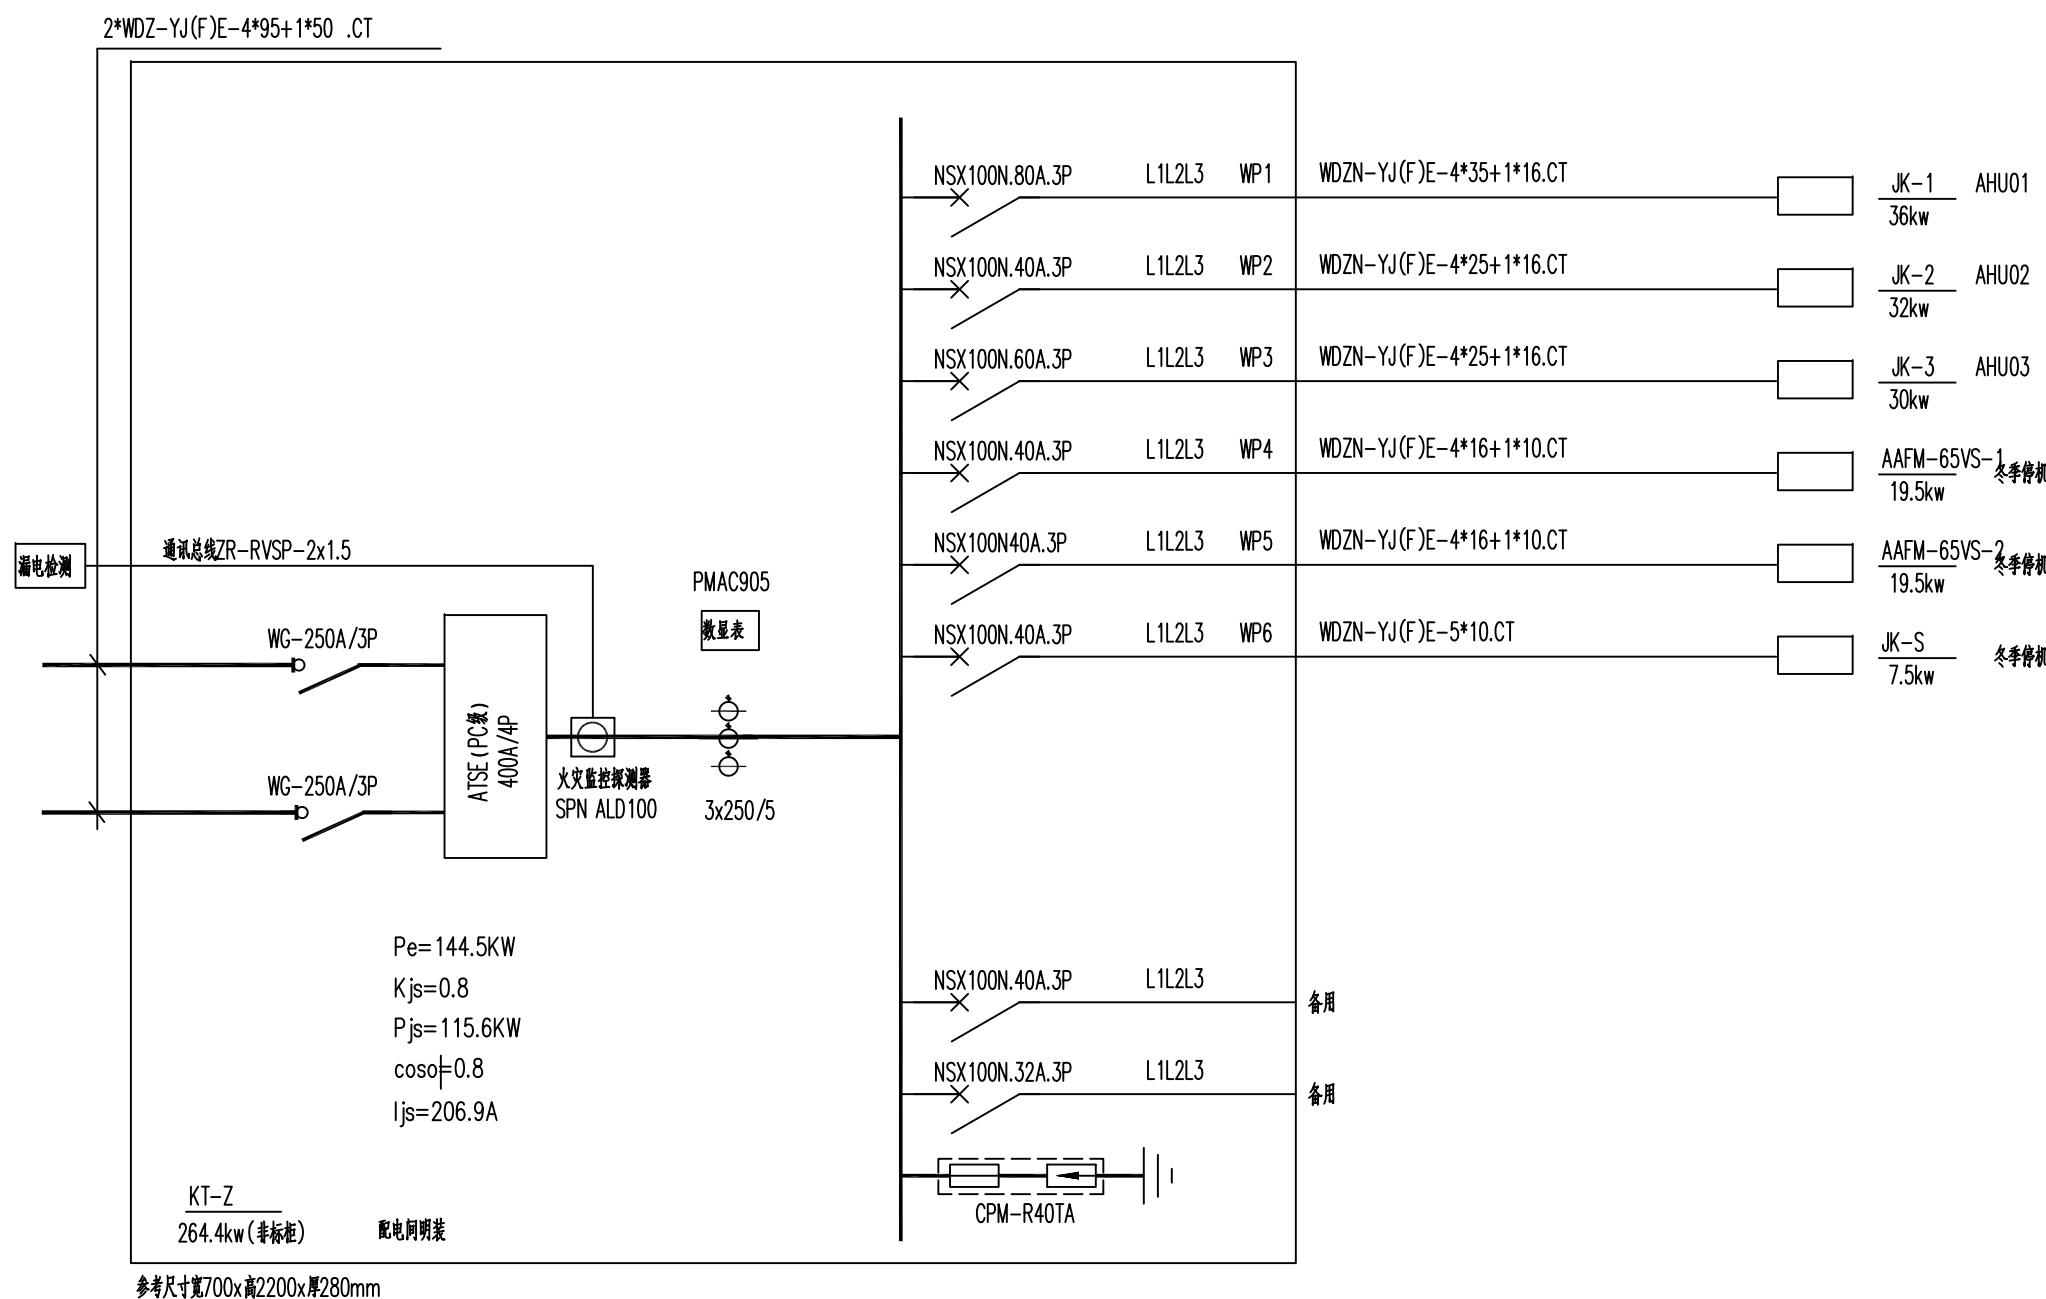 2*WDZ-YJ(F)E-4*95+1*50 .CT
NSX100N.80A.3P L1L2L3 WP1 WDZN-YJ(F)E-4*35+1*16.CT JK-1 AHU01
36kw
NSX100N.40A.3P L1L2L3 WP2 WDZN-YJ(F)E-4*25+1*16.CT JK-2 AHU02
32kw
NSX100N.60A.3P L1L2L3 WP3 WDZN-YJ(F)E-4*25+1*16.CT JK-3 AHU03
30kw
NSX100N.40A.3P L1L2L3 WP4 WDZN-YJ(F)E-4*16+1*10.CT AAFM-65VS-1 冬季停机
19.5kw
NSX100N40A.3P L1L2L3 WP5 WDZN-YJ(F)E-4*16+1*10.CT AAFM-65VS-2 冬季停机
19.5kw
NSX100N.40A.3P L1L2L3 WP6 WDZN-YJ(F)E-5*10.CT JK-S 冬季停机
7.5kw
漏电检测
通讯总线ZR-RVSP-2x1.5
PMAC905
数显表
WG-250A/3P
WG-250A/3P
ATSE(PC级)
400A/4P
火灾监控探测器
SPN ALD100
3x250/5
Pe=144.5KW
Kjs=0.8
Pjs=115.6KW
coso=0.8
Ijs=206.9A
NSX100N.40A.3P L1L2L3 备用
NSX100N.32A.3P L1L2L3 备用
CPM-R40TA
KT-Z
264.4kw(非标柜) 配电间明装
参考尺寸宽700x高2200x厚280mm